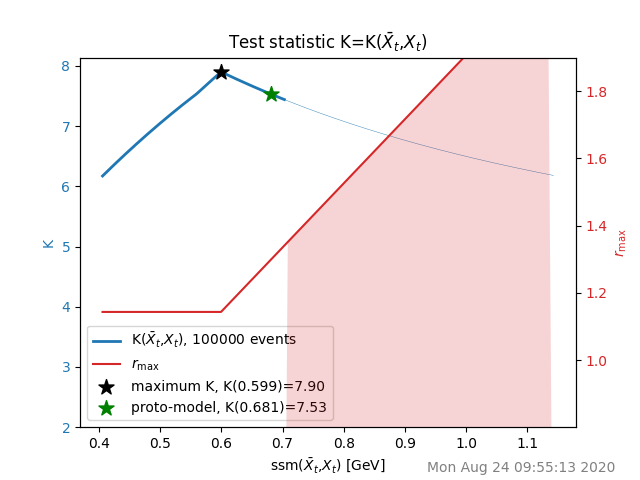 Test statistic K=K(X̄ₜ,Xₜ)
8
7
6
5
4
3
2
K
1.8
1.6
1.4
1.2
1.0
r_max
K(X̄ₜ,Xₜ), 100000 events
r_max
maximum K, K(0.599)=7.90
proto-model, K(0.681)=7.53
0.4 0.5 0.6 0.7 0.8 0.9 1.0 1.1
ssm(X̄ₜ,Xₜ) [GeV]
Mon Aug 24 09:55:13 2020